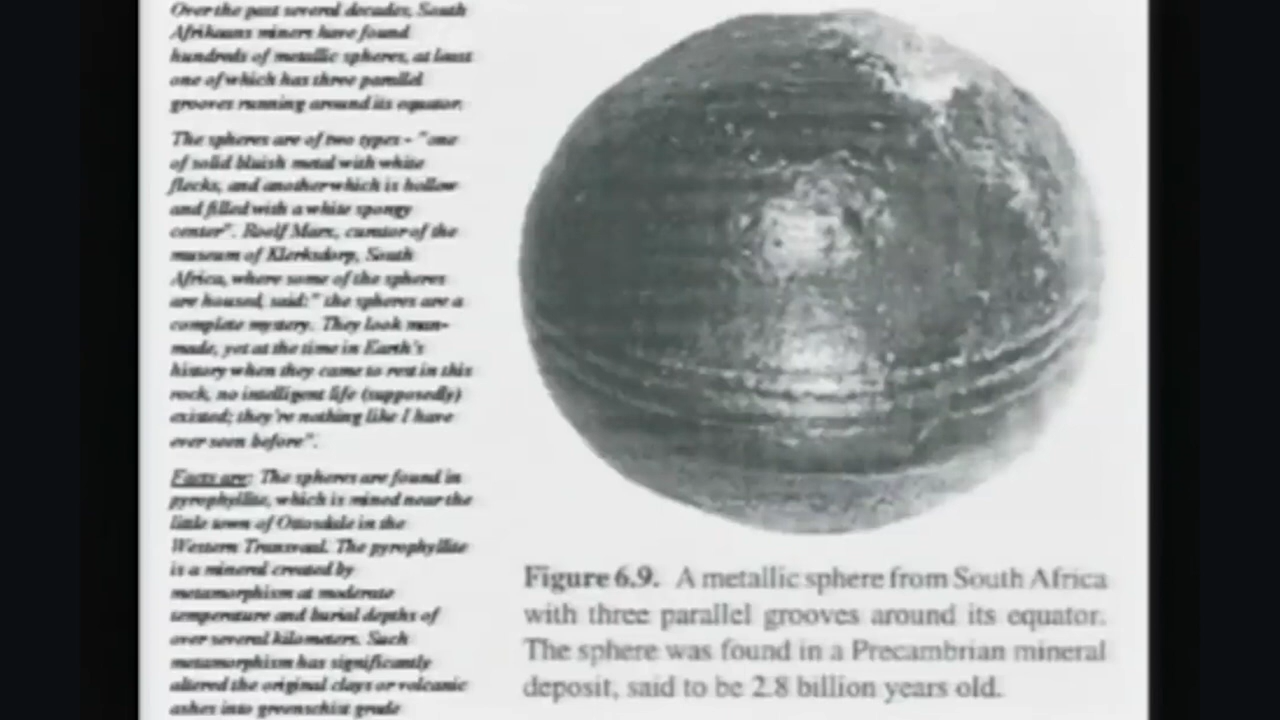 Over the past several decades, South
Afrikaans miners have found
hundreds of metallic spheres, at least
one of which has three parallel
grooves running around its equator.
The spheres are of two types - "one
of solid bluish metal with white
flecks, and another which is hollow
and filled with a white spongy
center". Roelf Marx, curator of the
museum of Klerksdorp, South
Africa, where some of the spheres
are housed, said:" the spheres are a
complete mystery. They look man-
made, yet at the time in Earth's
history when they came to rest in this
rock, no intelligent life (supposedly)
existed; they're nothing like I have
ever seen before".
Facts are: The spheres are found in
pyrophyllite, which is mined near the
little town of Ottosdale in the
Western Transvaal. The pyrophyllite
is a mineral created by
metamorphism at moderate
temperature and burial depths of
over several kilometers. Such
metamorphism has significantly
altered the original clays or volcanic
ashes into greenschist grade
Figure 6.9. A metallic sphere from South Africa
with three parallel grooves around its equator.
The sphere was found in a Precambrian mineral
deposit, said to be 2.8 billion years old.